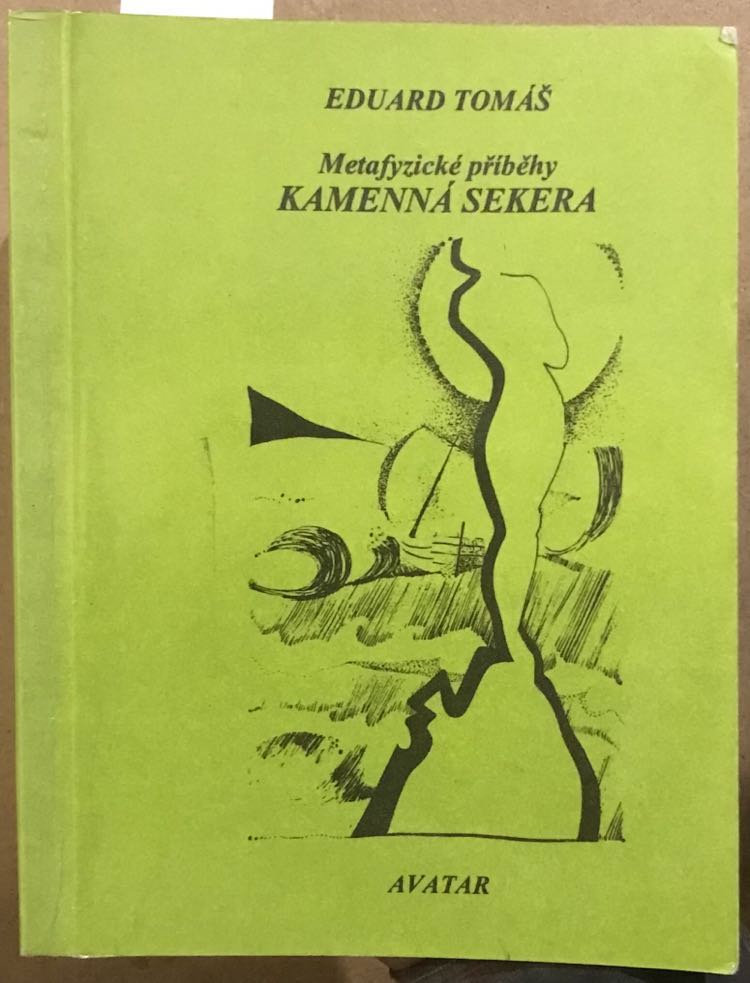 EDUARD TOMÁŠ
Metafyzické příběhy
KAMENNÁ SEKERA
AVATAR